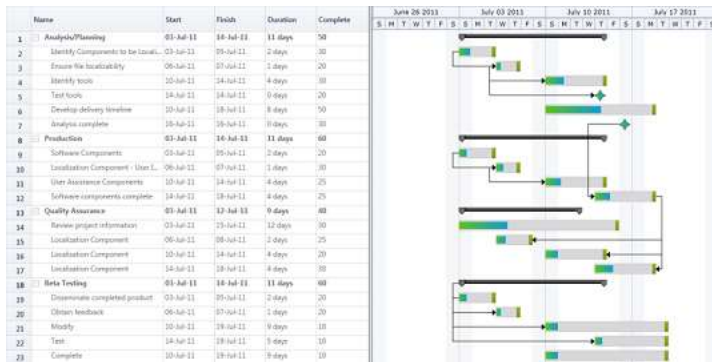 June 26 2011 July 03 2011 July 10 2011 July 17 2011
Name Start Finish Duration Complete
S M T W T F S S M T W T F S S M T W T F S S M T W T F S
1 Analysis/Planning 03-Jul-11 14-Jul-11 11 days 50
2 Identify Components to be Locali... 03-Jul-11 05-Jul-11 2 days 30
3 Ensure file localizability 06-Jul-11 07-Jul-11 1 days 20
4 Identify tools 10-Jul-11 14-Jul-11 4 days 30
5 Test tools 14-Jul-11 14-Jul-11 0 days 20
6 Develop delivery timeline 10-Jul-11 18-Jul-11 8 days 50
7 Analysis complete 16-Jul-11 16-Jul-11 0 days 30
8 Production 03-Jul-11 14-Jul-11 11 days 60
9 Software Components 03-Jul-11 05-Jul-11 2 days 20
10 Localization Component - User I... 06-Jul-11 07-Jul-11 1 days 30
11 User Assurance Components 10-Jul-11 14-Jul-11 4 days 25
12 Software components complete 14-Jul-11 18-Jul-11 4 days 25
13 Quality Assurance 03-Jul-11 12-Jul-11 9 days 40
14 Review project information 03-Jul-11 15-Jul-11 12 days 30
15 Localization Component 06-Jul-11 08-Jul-11 2 days 25
16 Localization Component 10-Jul-11 14-Jul-11 4 days 20
17 Localization Component 14-Jul-11 18-Jul-11 4 days 30
18 Beta Testing 03-Jul-11 14-Jul-11 11 days 60
19 Disseminate completed product 03-Jul-11 05-Jul-11 2 days 20
20 Obtain feedback 06-Jul-11 07-Jul-11 1 days 20
21 Modify 10-Jul-11 19-Jul-11 9 days 10
22 Test 14-Jul-11 19-Jul-11 5 days 10
23 Complete 10-Jul-11 19-Jul-11 9 days 10